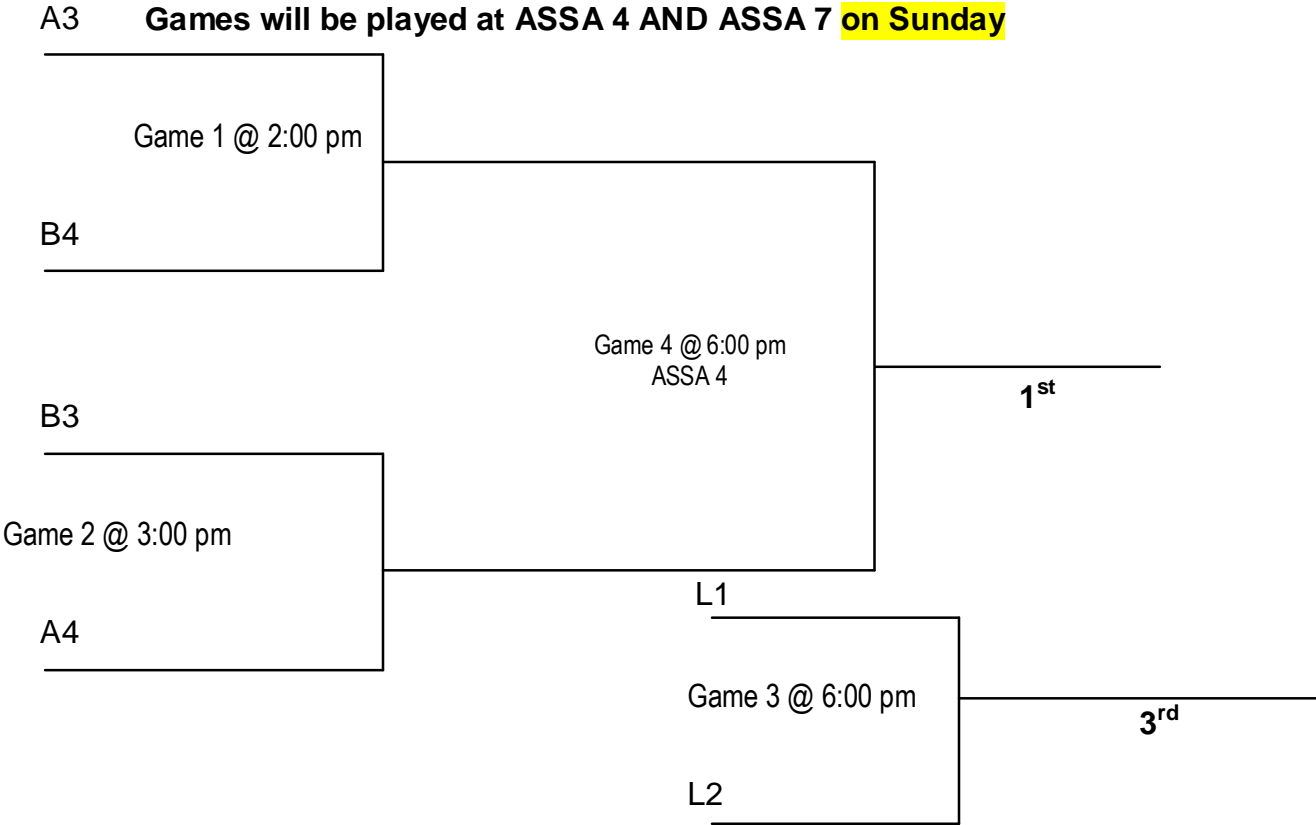 A3 Games will be played at ASSA 4 AND ASSA 7 on Sunday
Game 1 @ 2:00 pm
B4
Game 4 @ 6:00 pm
ASSA 4
1st
B3
Game 2 @ 3:00 pm
A4
L1
Game 3 @ 6:00 pm
3rd
L2